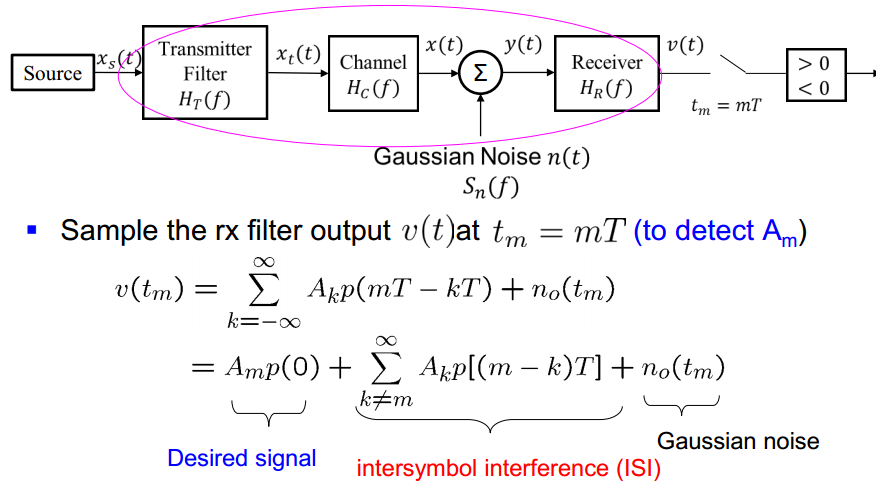 Source
x_s(t)
Transmitter
Filter
H_T(f)
x_t(t)
Channel
H_C(f)
x(t)
Σ
y(t)
Receiver
H_R(f)
v(t)
t_m = mT
> 0
< 0
Gaussian Noise n(t)
S_n(f)
▪ Sample the rx filter output v(t)at t_m = mT (to detect A_m)
v(t_m) = ∑_{k=−∞}^{∞} A_k p(mT − kT) + n_o(t_m)
= A_m p(0) + ∑_{k≠m}^{∞} A_k p[(m − k)T] + n_o(t_m)
Desired signal
intersymbol interference (ISI)
Gaussian noise